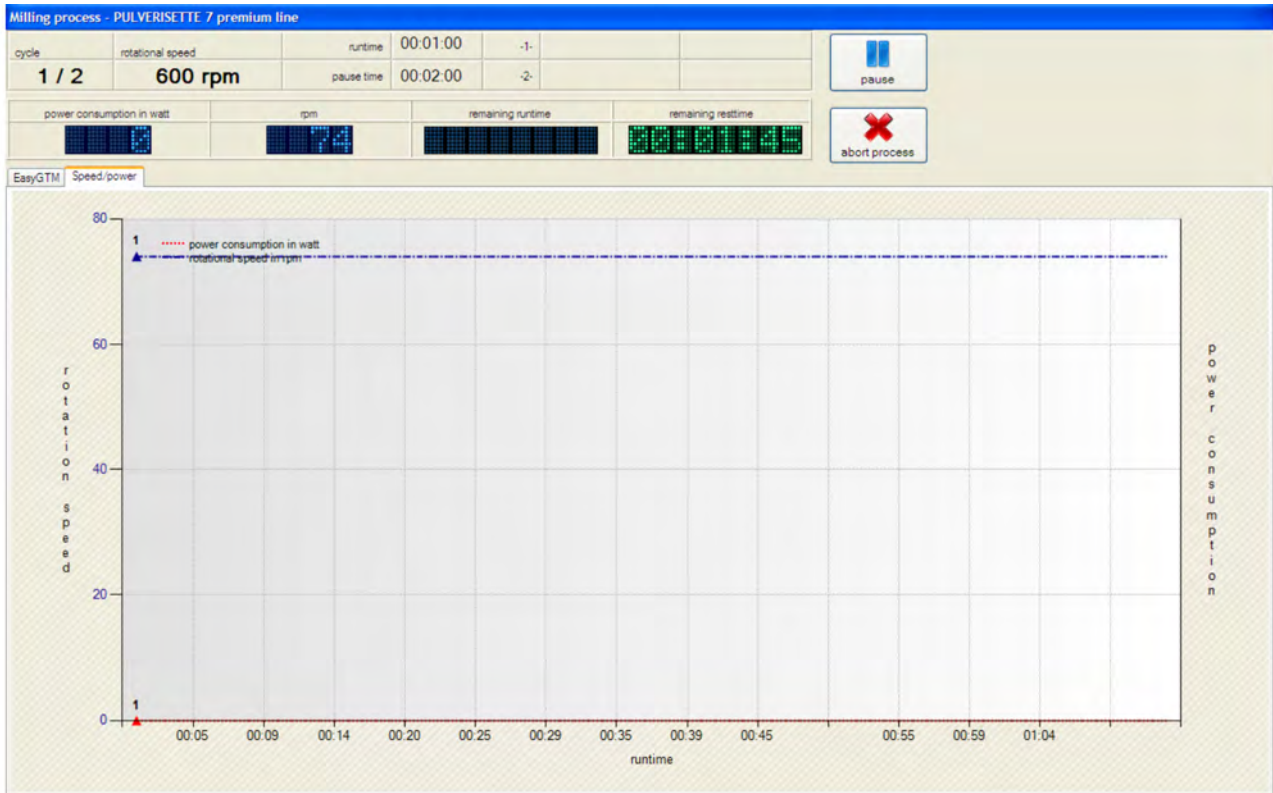 Milling process - PULVERISETTE 7 premium line
cycle rotational speed runtime 00:01:00 -1-
1 / 2 600 rpm pause time 00:02:00 -2-
pause
power consumption in watt rpm remaining runtime remaining resttime
0 74 00:01:45
abort process
EasyGTM Speed/power
80
1
power consumption in watt
rotational speed in rpm
60
rotation speed
power consumption
40
20
1
0
00:05 00:09 00:14 00:20 00:25 00:29 00:35 00:39 00:45 00:55 00:59 01:04
runtime